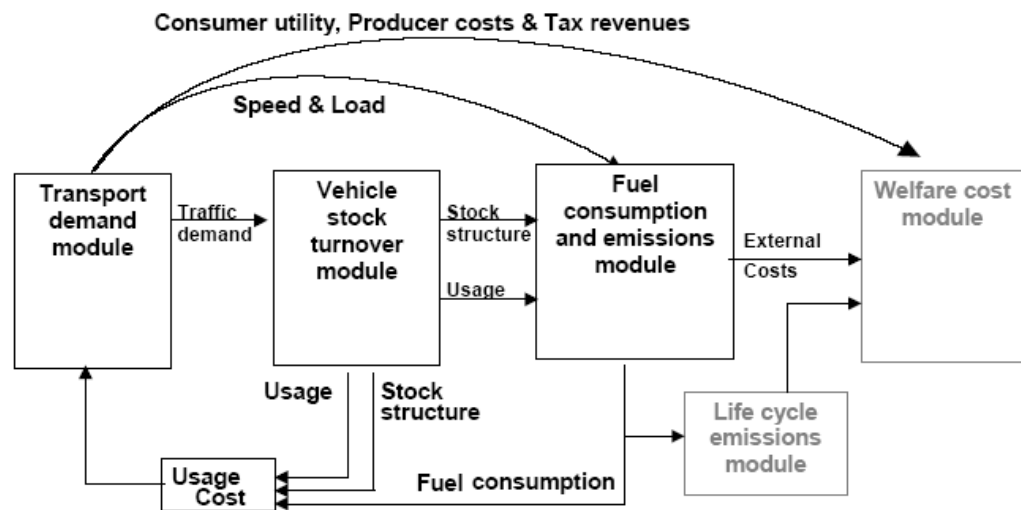 Consumer utility, Producer costs & Tax revenues
Speed & Load
Transport
demand
module
Traffic
demand
Vehicle
stock
turnover
module
Stock
structure
Usage
Fuel
consumption
and emissions
module
External
Costs
Welfare cost
module
Usage
Stock
structure
Life cycle
emissions
module
Usage
Cost
Fuel consumption